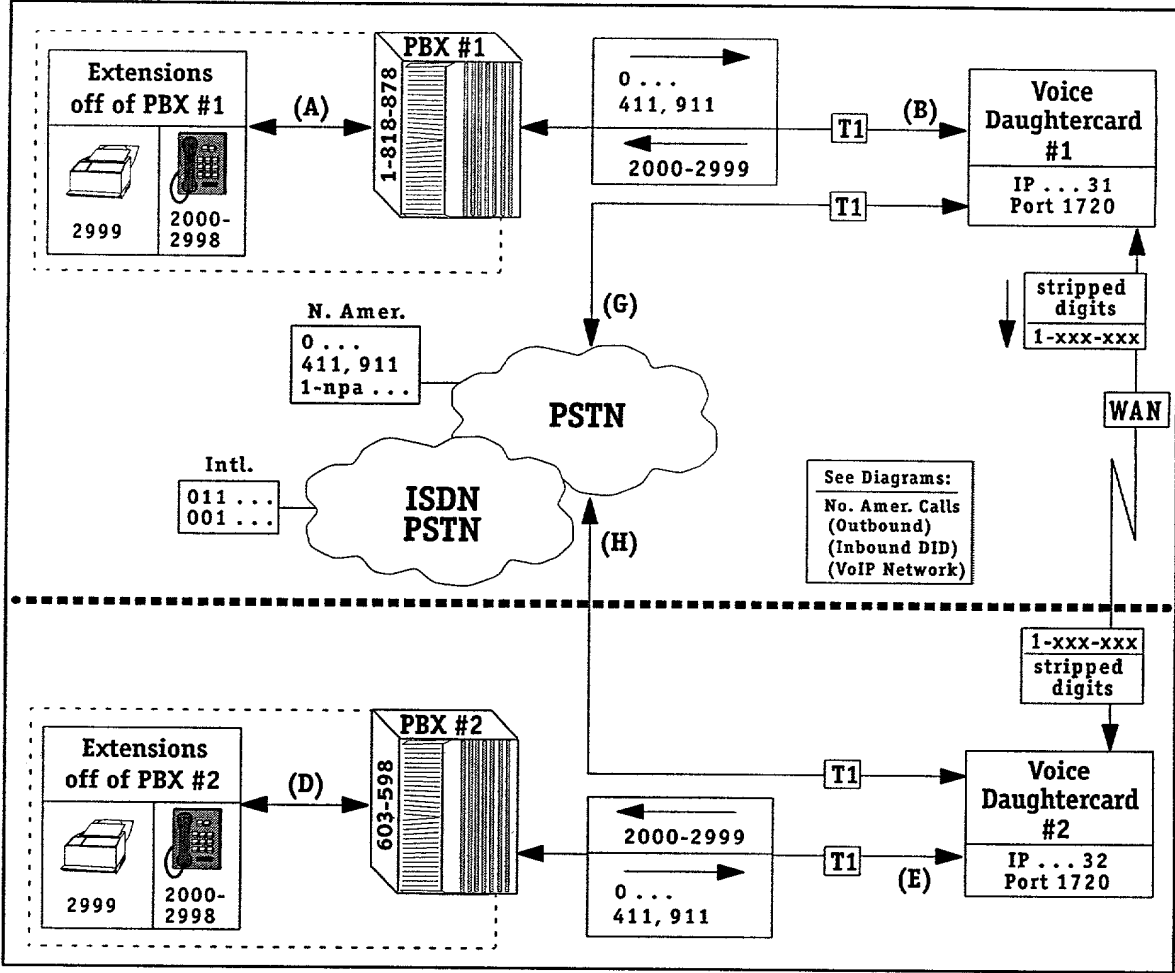 PBX #1
1-818-878
Extensions
off of PBX #1
2999
2000-
2998
(A)
0 ...
411, 911
2000-2999
T1
(B)
T1
Voice
Daughtercard
#1
IP ... 31
Port 1720
(G)
stripped
digits
1-xxx-xxx
WAN
N. Amer.
0 ...
411, 911
1-npa ...
PSTN
Intl.
011 ...
001 ...
ISDN
PSTN
(H)
See Diagrams:
No. Amer. Calls
(Outbound)
(Inbound DID)
(VoIP Network)
1-xxx-xxx
stripped
digits
PBX #2
603-598
Extensions
off of PBX #2
2999
2000-
2998
(D)
T1
2000-2999
0 ...
411, 911
T1
(E)
Voice
Daughtercard
#2
IP ... 32
Port 1720